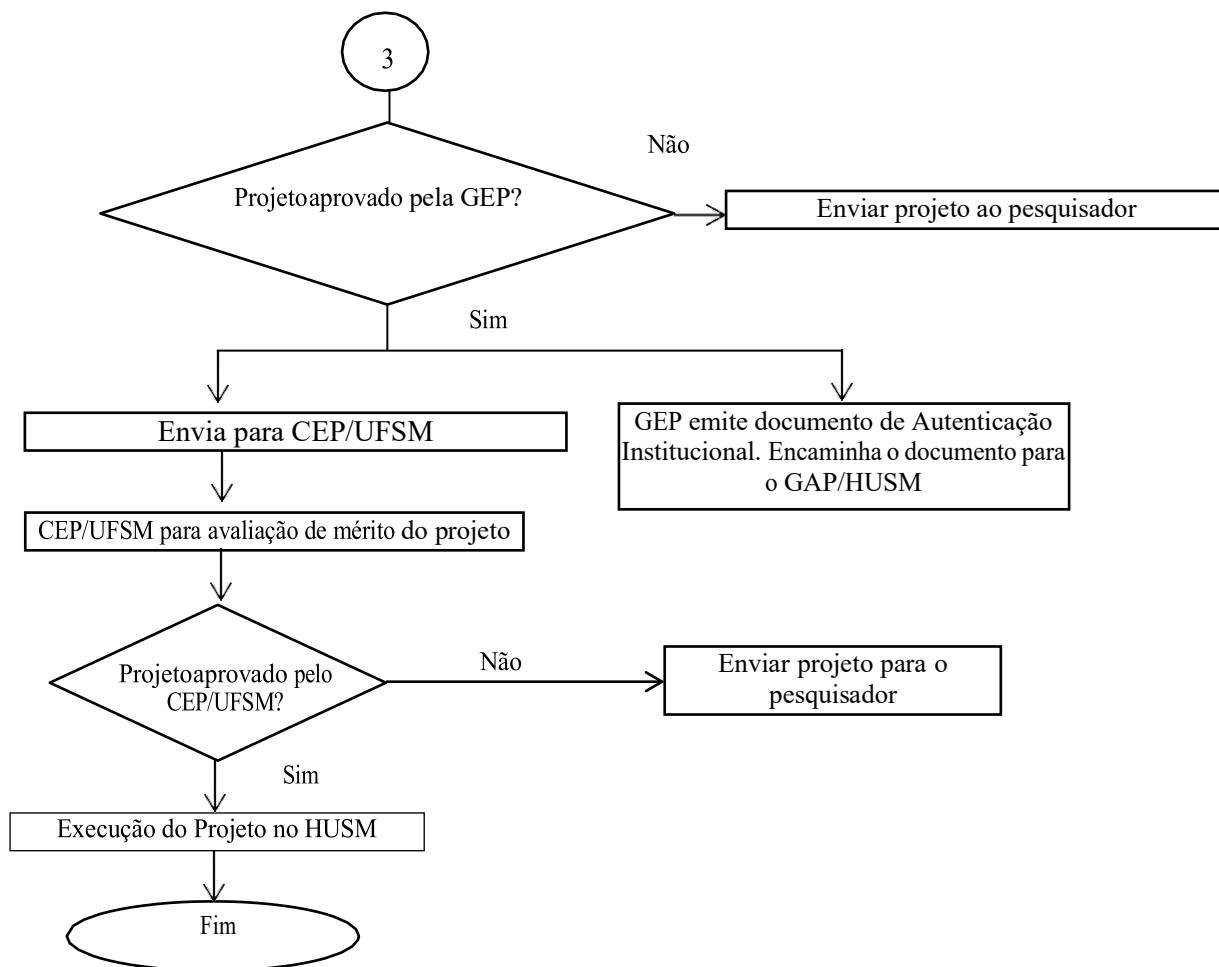 3
Não
Projetoaprovado pela GEP?
Enviar projeto ao pesquisador
Sim
Envia para CEP/UFSM
GEP emite documento de Autenticação
Institucional. Encaminha o documento para
o GAP/HUSM
CEP/UFSM para avaliação de mérito do projeto
Projetoaprovado pelo
CEP/UFSM?
Não
Enviar projeto para o
pesquisador
Sim
Execução do Projeto no HUSM
Fim